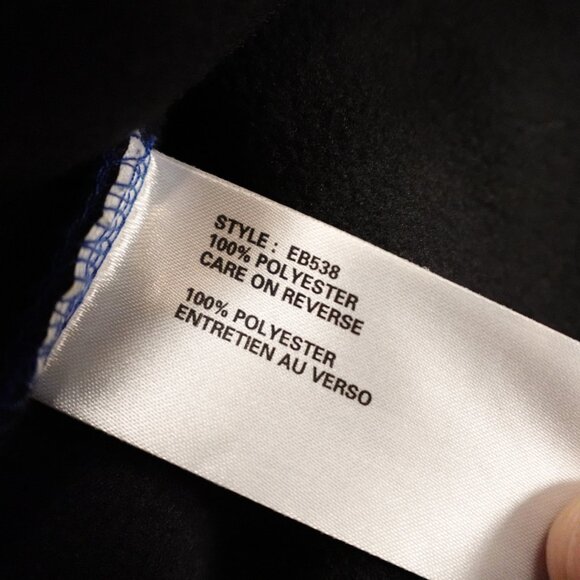 STYLE : EB538
100% POLYESTER
CARE ON REVERSE
100% POLYESTER
ENTRETIEN AU VERSO